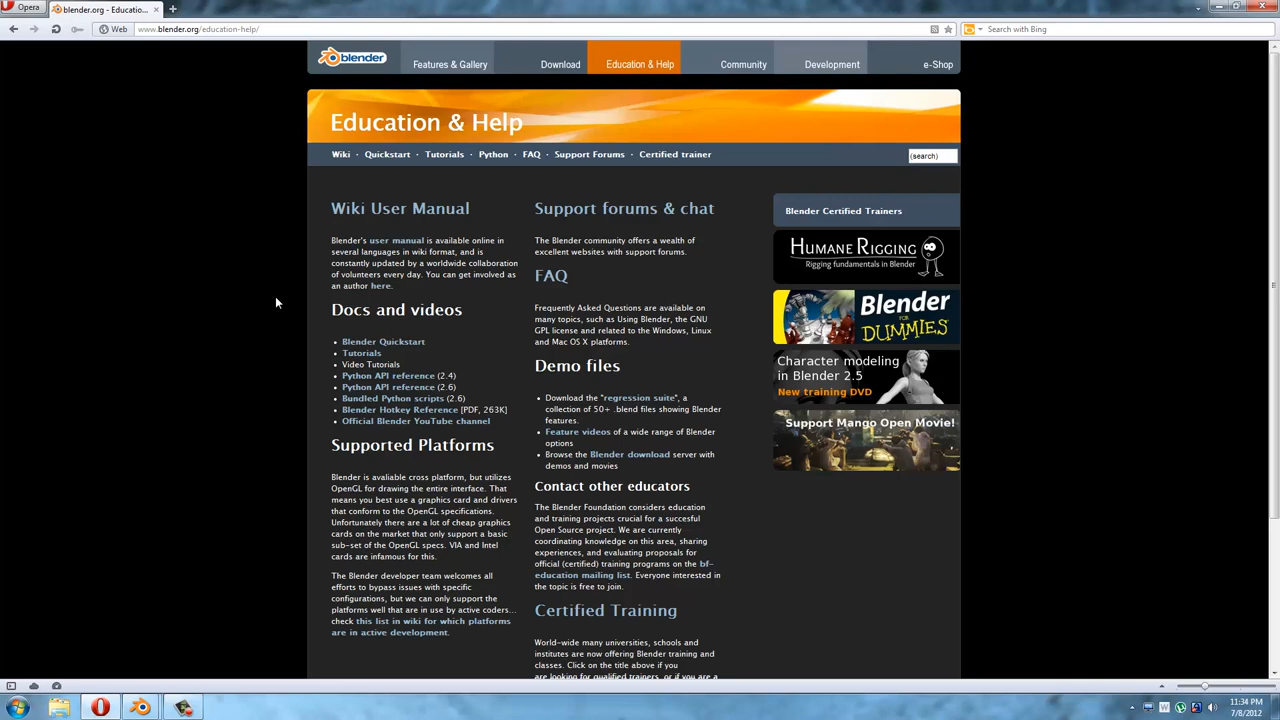 Opera
blender.org - Educatio...
Web
www.blender.org/education-help/
Search with Bing
blender
Features & Gallery
Download
Education & Help
Community
Development
e-Shop
Education & Help
Wiki · Quickstart · Tutorials · Python · FAQ · Support Forums · Certified trainer
(search)
Wiki User Manual
Blender's user manual is available online in
several languages in wiki format, and is
constantly updated by a worldwide collaboration
of volunteers every day. You can get involved as
an author here.
Docs and videos
• Blender Quickstart
• Tutorials
• Video Tutorials
• Python API reference (2.4)
• Python API reference (2.6)
• Bundled Python scripts (2.6)
• Blender Hotkey Reference [PDF, 263K]
• Official Blender YouTube channel
Supported Platforms
Blender is avaliable cross platform, but utilizes
OpenGL for drawing the entire interface. That
means you best use a graphics card and drivers
that conform to the OpenGL specifications.
Unfortunately there are a lot of cheap graphics
cards on the market that only support a basic
sub-set of the OpenGL specs. VIA and Intel
cards are infamous for this.
The Blender developer team welcomes all
efforts to bypass issues with specific
configurations, but we can only support the
platforms well that are in use by active coders...
check this list in wiki for which platforms
are in active development.
Support forums & chat
The Blender community offers a wealth of
excellent websites with support forums.
FAQ
Frequently Asked Questions are available on
many topics, such as Using Blender, the GNU
GPL license and related to the Windows, Linux
and Mac OS X platforms.
Demo files
• Download the "regression suite", a
collection of 50+ .blend files showing Blender
features.
• Feature videos of a wide range of Blender
options
• Browse the Blender download server with
demos and movies
Contact other educators
The Blender Foundation considers education
and training projects crucial for a succesful
Open Source project. We are currently
coordinating knowledge on this area, sharing
experiences, and evaluating proposals for
official (certified) training programs on the bf-
education mailing list. Everyone interested in
the topic is free to join.
Certified Training
World-wide many universities, schools and
institutes are now offering Blender training and
classes. Click on the title above if you
are looking for qualified trainers, or if you are a
Blender Certified Trainers
HUMANE RIGGING
Rigging fundamentals in Blender
Blender
FOR
DUMMIES
Character modeling
in Blender 2.5
New training DVD
Support Mango Open Movie!
11:34 PM
7/8/2012